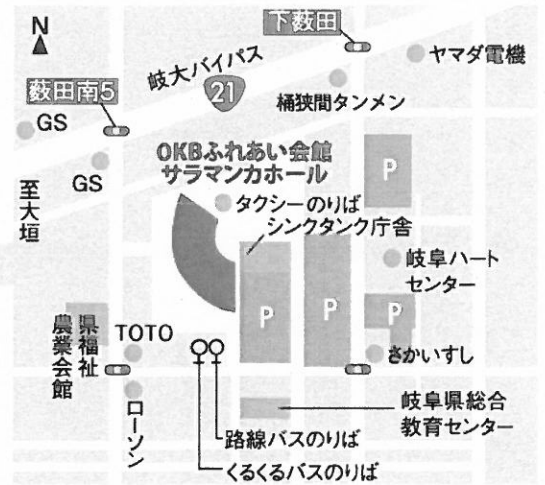 N
下薮田
岐大バイパス
21
ヤマダ電機
桶狭間タンメン
薮田南5
GS
GS
至大垣
OKBふれあい会館
サラマンカホール
タクシーのりば
シンクタンク庁舎
P
岐阜ハート
センター
P
P
P
さかいすし
県福祉
農業会館
TOTO
ローソン
岐阜県総合
教育センター
路線バスのりば
くるくるバスのりば